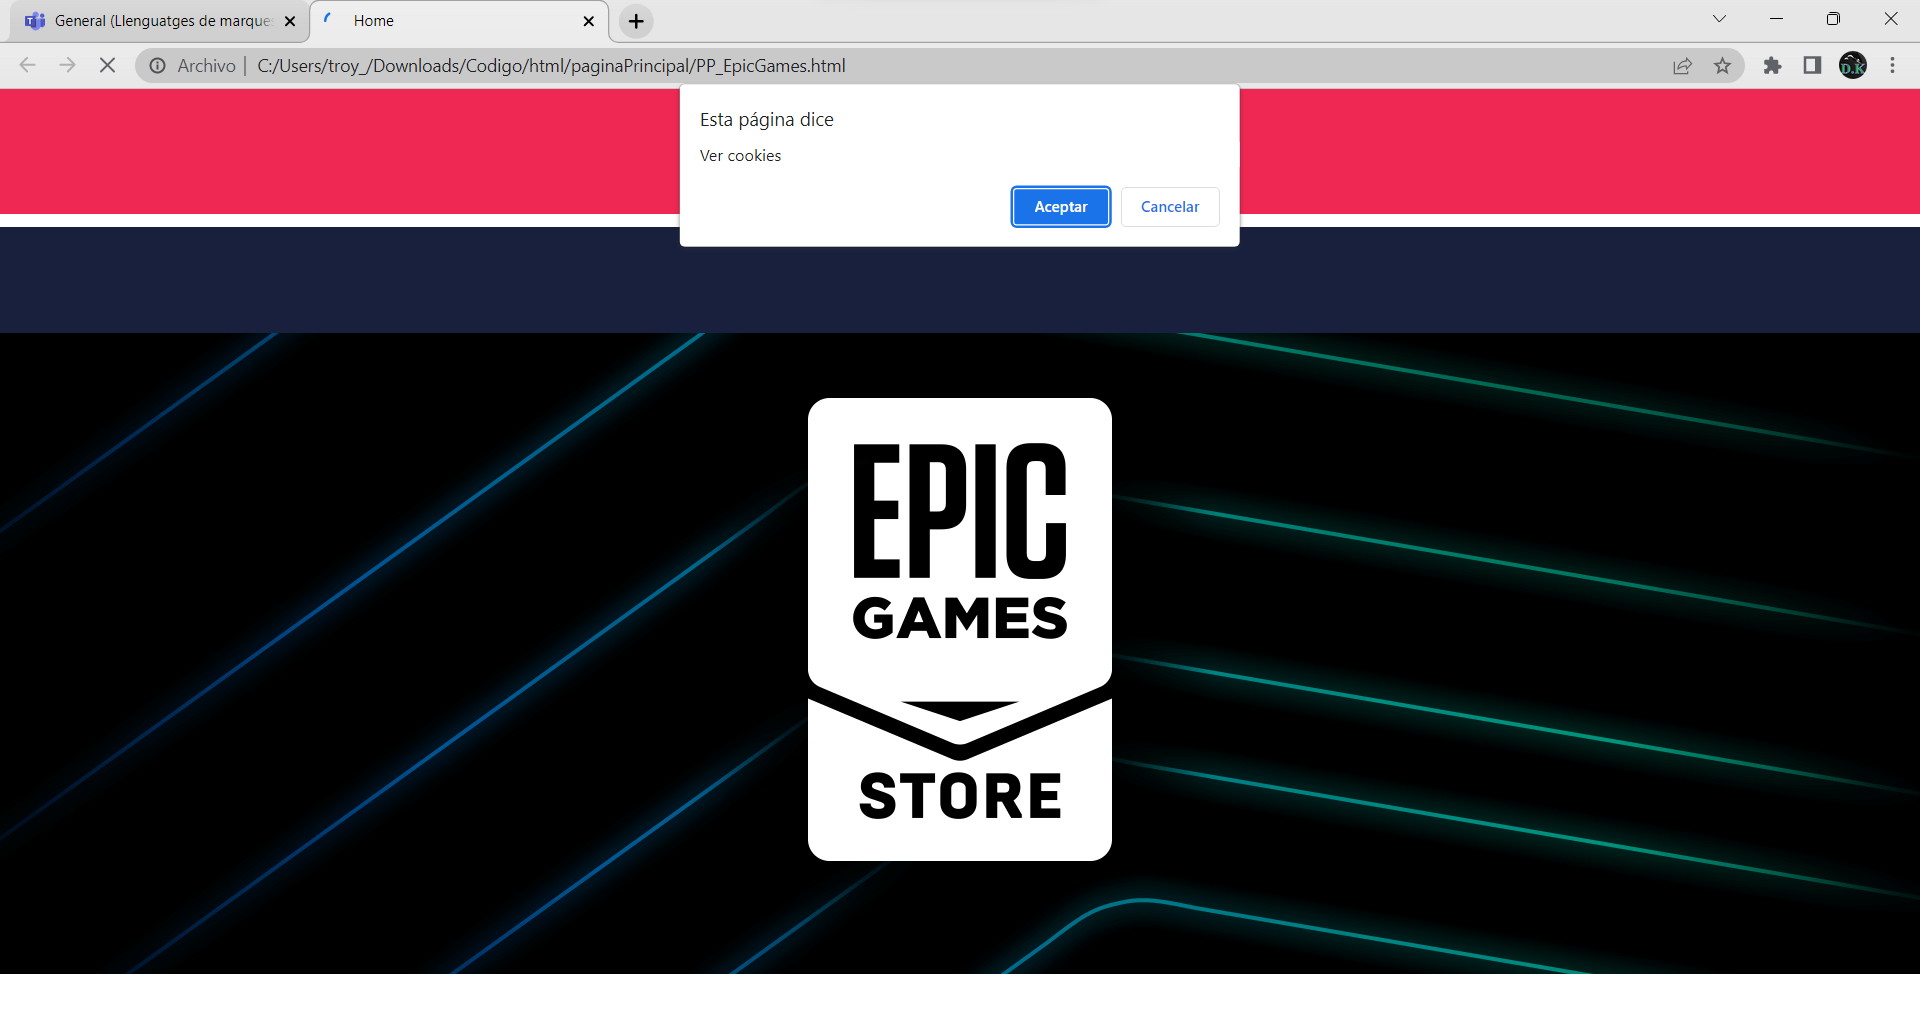 General (Llenguatges de marque
Home
Archivo
C:/Users/troy_/Downloads/Codigo/html/paginaPrincipal/PP_EpicGames.html
D.K
Esta página dice
Ver cookies
Aceptar
Cancelar
EPIC
GAMES
STORE